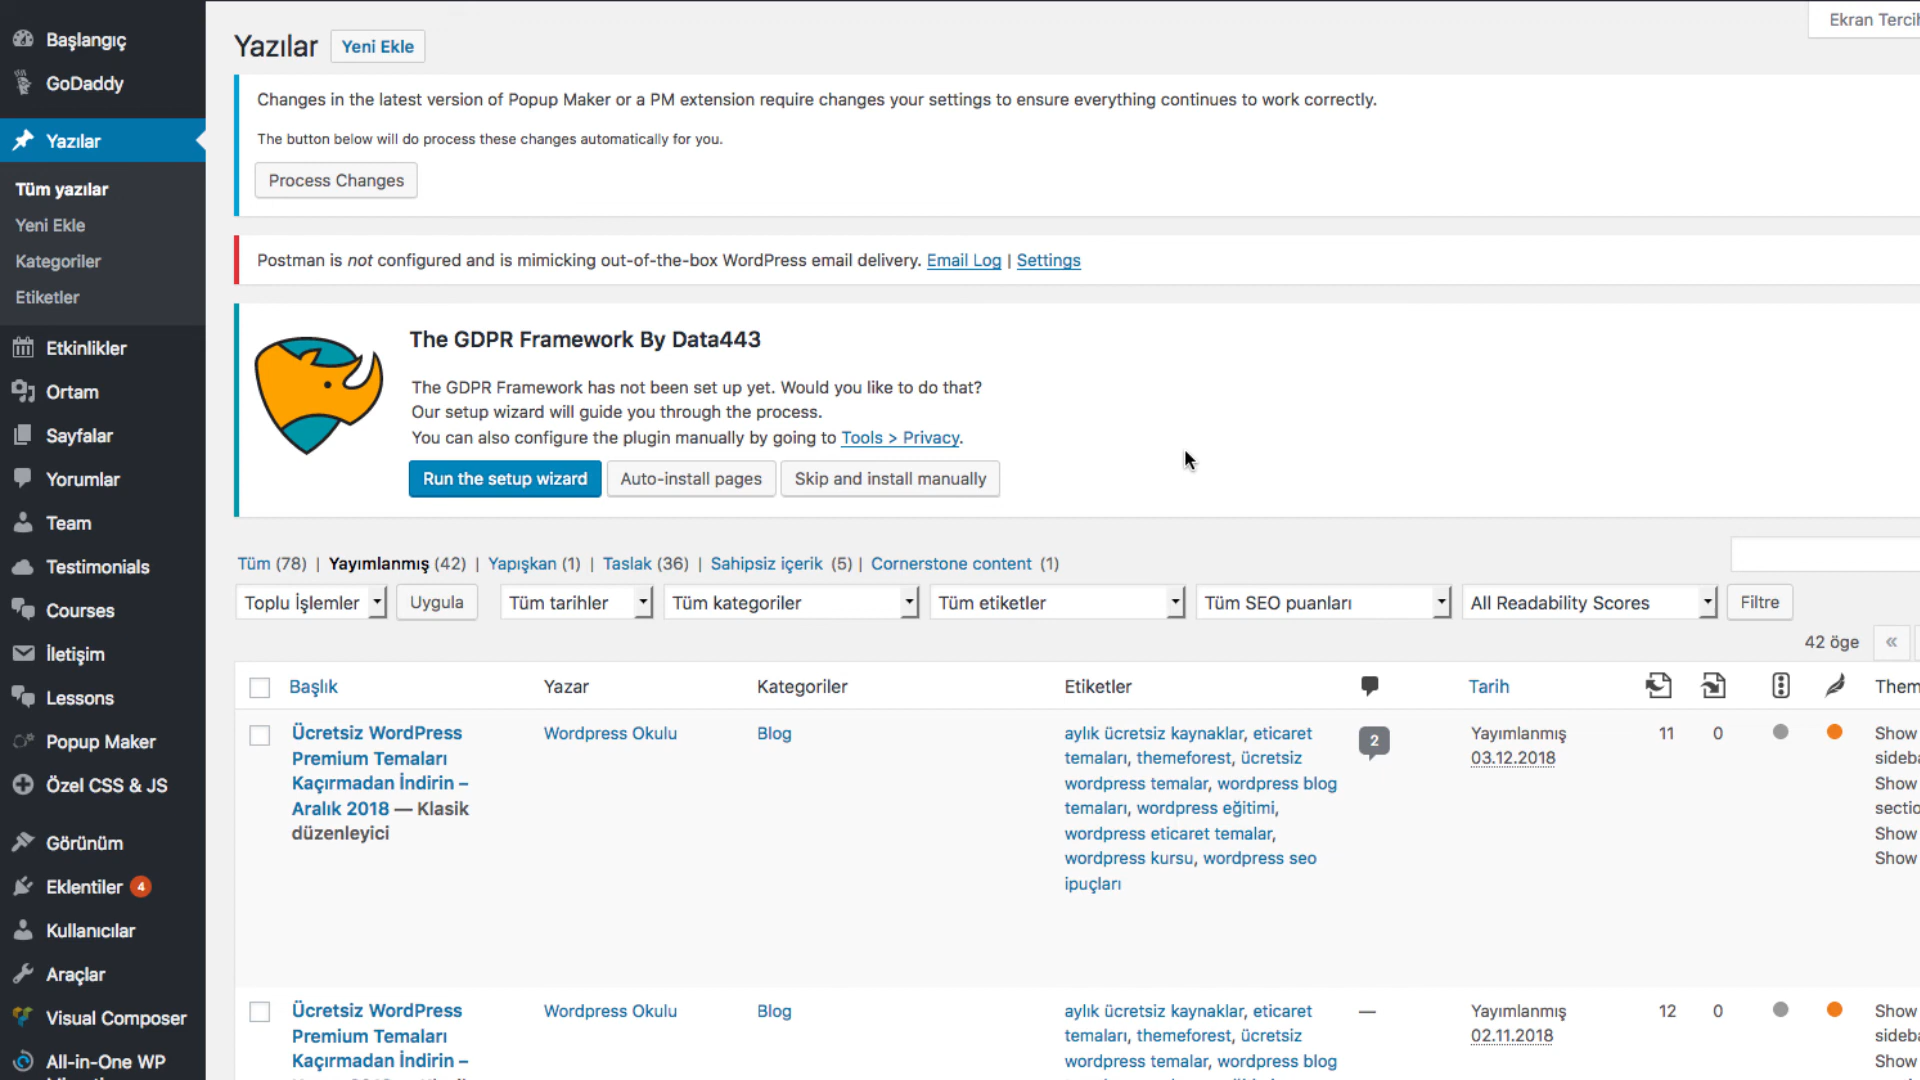 Başlangıç
GoDaddy
Yazılar
Tüm yazılar
Yeni Ekle
Kategoriler
Etiketler
Etkinlikler
Ortam
Sayfalar
Yorumlar
Team
Testimonials
Courses
İletişim
Lessons
Popup Maker
Özel CSS & JS
Görünüm
Eklentiler 4
Kullanıcılar
Araçlar
Visual Composer
All-in-One WP
Ekran Tercih
Yazılar Yeni Ekle
Changes in the latest version of Popup Maker or a PM extension require changes your settings to ensure everything continues to work correctly.
The button below will do process these changes automatically for you.
Process Changes
Postman is not configured and is mimicking out-of-the-box WordPress email delivery. Email Log | Settings
The GDPR Framework By Data443
The GDPR Framework has not been set up yet. Would you like to do that?
Our setup wizard will guide you through the process.
You can also configure the plugin manually by going to Tools > Privacy.
Run the setup wizard Auto-install pages Skip and install manually
Tüm (78) | Yayımlanmış (42) | Yapışkan (1) | Taslak (36) | Sahipsiz içerik (5) | Cornerstone content (1)
Toplu İşlemler Uygula Tüm tarihler Tüm kategoriler Tüm etiketler Tüm SEO puanları All Readability Scores Filtre
42 öge «
Başlık Yazar Kategoriler Etiketler Tarih Them
Ücretsiz WordPress Wordpress Okulu Blog aylık ücretsiz kaynaklar, eticaret 2 Yayımlanmış 11 0 Show
Premium Temaları temaları, themeforest, ücretsiz 03.12.2018 sideba
Kaçırmadan İndirin – wordpress temalar, wordpress blog Show
Aralık 2018 — Klasik temaları, wordpress eğitimi, sectio
düzenleyici wordpress eticaret temalar, Show
wordpress kursu, wordpress seo Show
ipuçları
Ücretsiz WordPress Wordpress Okulu Blog aylık ücretsiz kaynaklar, eticaret — Yayımlanmış 12 0 Show
Premium Temaları temaları, themeforest, ücretsiz 02.11.2018 sideba
Kaçırmadan İndirin – wordpress temalar, wordpress blog Show